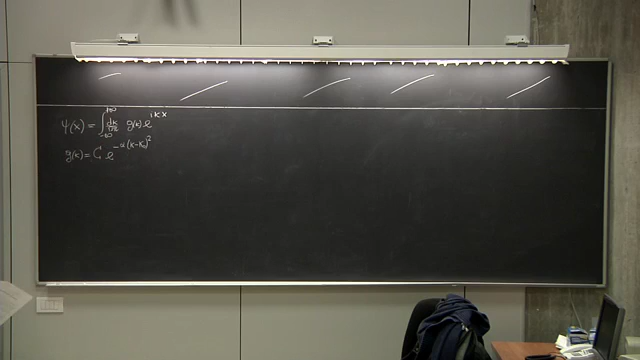 ψ(x) = ∫_{-∞}^{+∞} dk/√2π g(k) e^{ikx}
g(k) = C e^{-α(k-k₀)²}